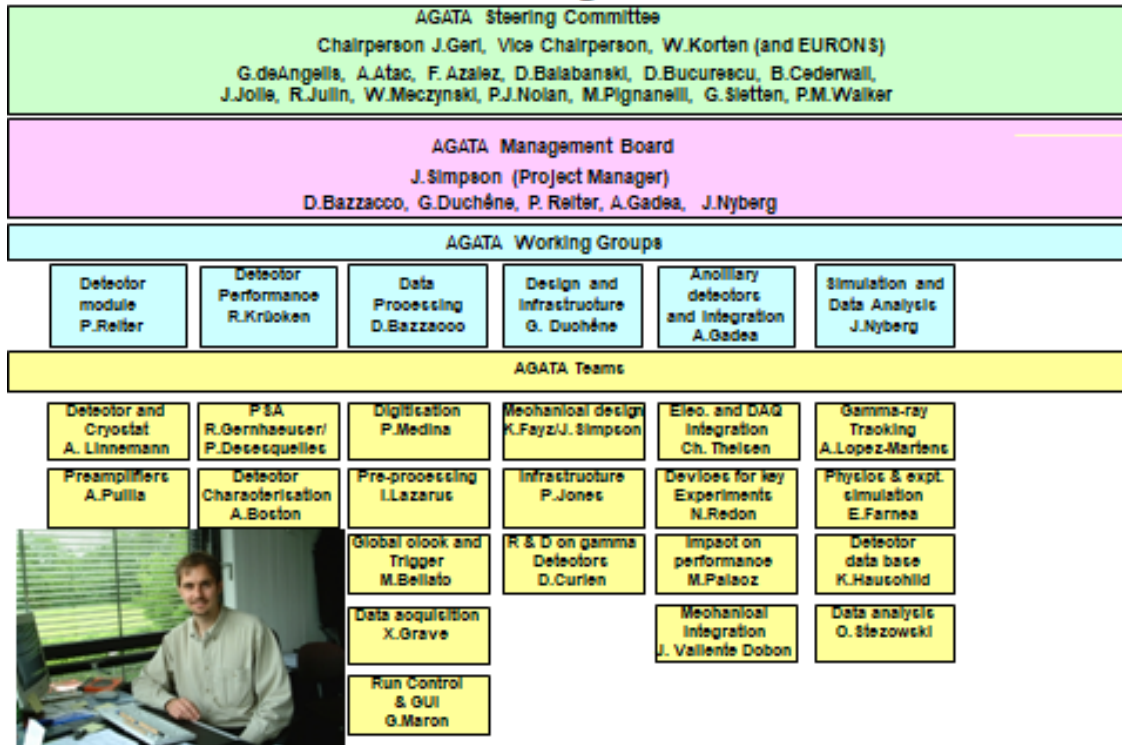 AGATA Steering Committee
Chairperson J.Gerl, Vice Chairperson, W.Korten (and EURONS)
G.deAngelis, A.Atac, F. Azaiez, D.Balabanski, D.Bucurescu, B.Cederwall,
J.Jolie, R.Julin, W.Meczynski, P.J.Nolan, M.Pignanelli, G.Sletten, P.M.Walker
AGATA Management Board
J.Simpson (Project Manager)
D.Bazzacco, G.Duchêne, P. Reiter, A.Gadea, J.Nyberg
AGATA Working Groups
Detector
module
P.Reiter
Detector
Performance
R.Krücken
Data
Processing
D.Bazzacco
Design and
Infrastructure
G. Duchêne
Ancillary
detectors
and Integration
A.Gadea
Simulation and
Data Analysis
J.Nyberg
AGATA Teams
Detector and
Cryostat
A. Linnemann
PSA
R.Gernhaeuser/
P.Desesquelles
Digitisation
P.Medina
Mechanical design
K.Fayz/J. Simpson
Elec. and DAQ
Integration
Ch. Theisen
Gamma-ray
Tracking
A.Lopez-Martens
Preamplifiers
A.Pullia
Detector
Characterisation
A.Boston
Pre-processing
I.Lazarus
Infrastructure
P.Jones
Devices for key
Experiments
N.Redon
Physics & expt.
simulation
E.Farnea
Global clock and
Trigger
M.Bellato
R & D on gamma
Detectors
D.Curien
Impact on
performance
M.Palacz
Detector
data base
K.Hauschild
Data acquisition
X.Grave
Mechanical
Integration
J. Valiente Dobon
Data analysis
O.Stezowski
Run Control
& GUI
G.Maron